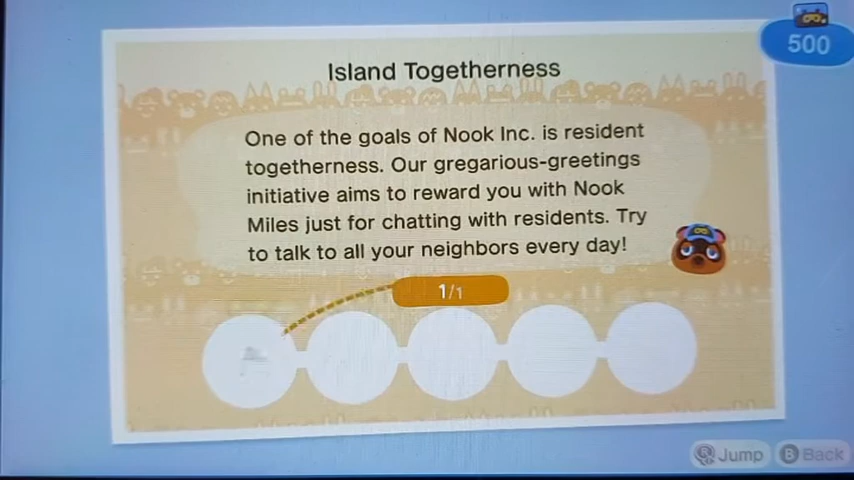 500
Island Togetherness
One of the goals of Nook Inc. is resident
togetherness. Our gregarious-greetings
initiative aims to reward you with Nook
Miles just for chatting with residents. Try
to talk to all your neighbors every day!
1/1
Jump B Back